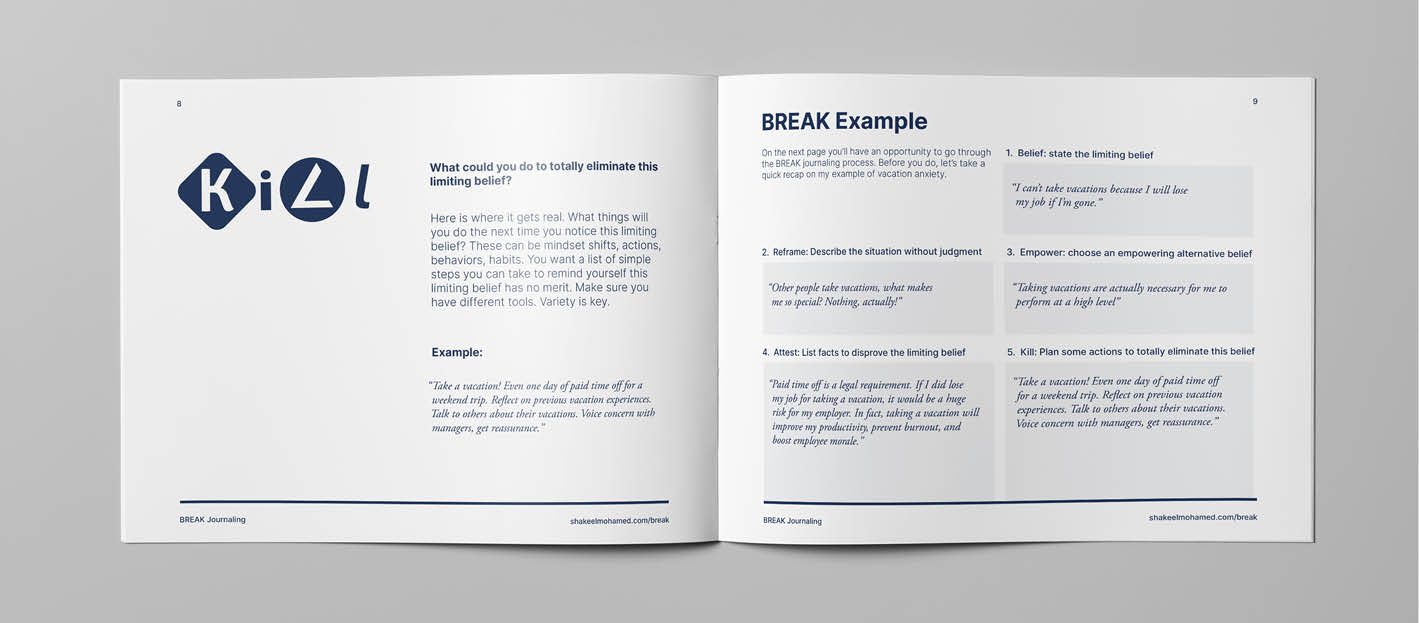 8
KiLl
What could you do to totally eliminate this
limiting belief?
Here is where it gets real. What things will
you do the next time you notice this limiting
belief? These can be mindset shifts, actions,
behaviors, habits. You want a list of simple
steps you can take to remind yourself this
limiting belief has no merit. Make sure you
have different tools. Variety is key.
Example:
“Take a vacation! Even one day of paid time off for a
weekend trip. Reflect on previous vacation experiences.
Talk to others about their vacations. Voice concern with
managers, get reassurance.”
BREAK Journaling
shakeelmohamed.com/break
9
BREAK Example
On the next page you’ll have an opportunity to go through
the BREAK journaling process. Before you do, let’s take a
quick recap on my example of vacation anxiety.
1. Belief: state the limiting belief
“I can’t take vacations because I will lose
my job if I’m gone.”
2. Reframe: Describe the situation without judgment
“Other people take vacations, what makes
me so special? Nothing, actually!”
3. Empower: choose an empowering alternative belief
“Taking vacations are actually necessary for me to
perform at a high level”
4. Attest: List facts to disprove the limiting belief
“Paid time off is a legal requirement. If I did lose
my job for taking a vacation, it would be a huge
risk for my employer. In fact, taking a vacation will
improve my productivity, prevent burnout, and
boost employee morale.”
5. Kill: Plan some actions to totally eliminate this belief
“Take a vacation! Even one day of paid time off
for a weekend trip. Reflect on previous vacation
experiences. Talk to others about their vacations.
Voice concern with managers, get reassurance.”
BREAK Journaling
shakeelmohamed.com/break